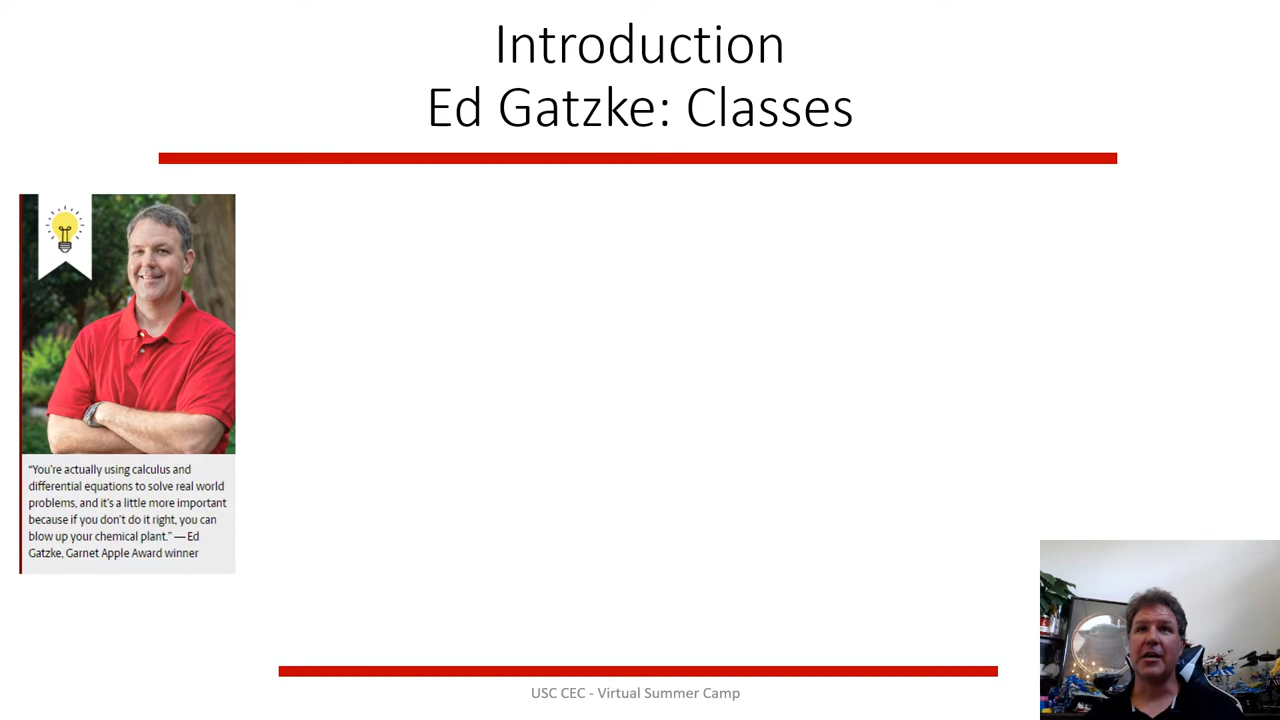 Introduction
Ed Gatzke: Classes
“You’re actually using calculus and
differential equations to solve real world
problems, and it’s a little more important
because if you don’t do it right, you can
blow up your chemical plant.” — Ed
Gatzke, Garnet Apple Award winner
USC CEC - Virtual Summer Camp